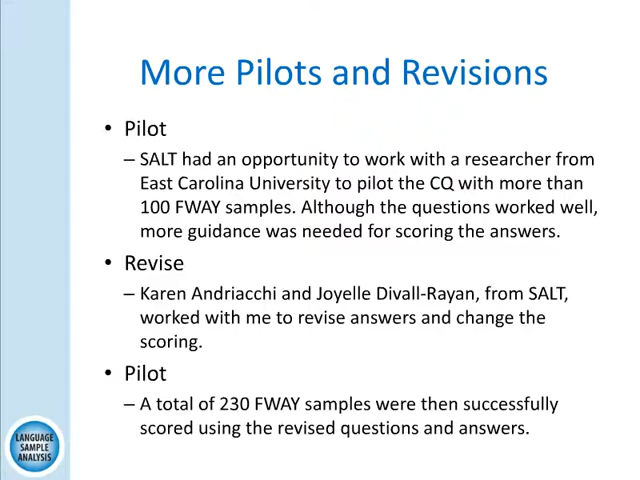 More Pilots and Revisions
• Pilot
– SALT had an opportunity to work with a researcher from
East Carolina University to pilot the CQ with more than
100 FWAY samples. Although the questions worked well,
more guidance was needed for scoring the answers.
• Revise
– Karen Andriacchi and Joyelle Divall-Rayan, from SALT,
worked with me to revise answers and change the
scoring.
• Pilot
– A total of 230 FWAY samples were then successfully
scored using the revised questions and answers.
LANGUAGE
SAMPLE
ANALYSIS